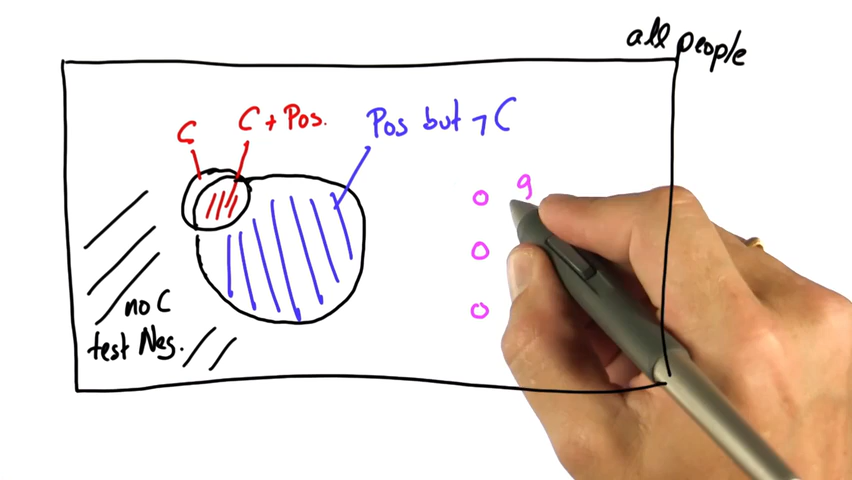 all people
C
C + Pos.
Pos but ¬ C
o 9
o
o
no C
test Neg.